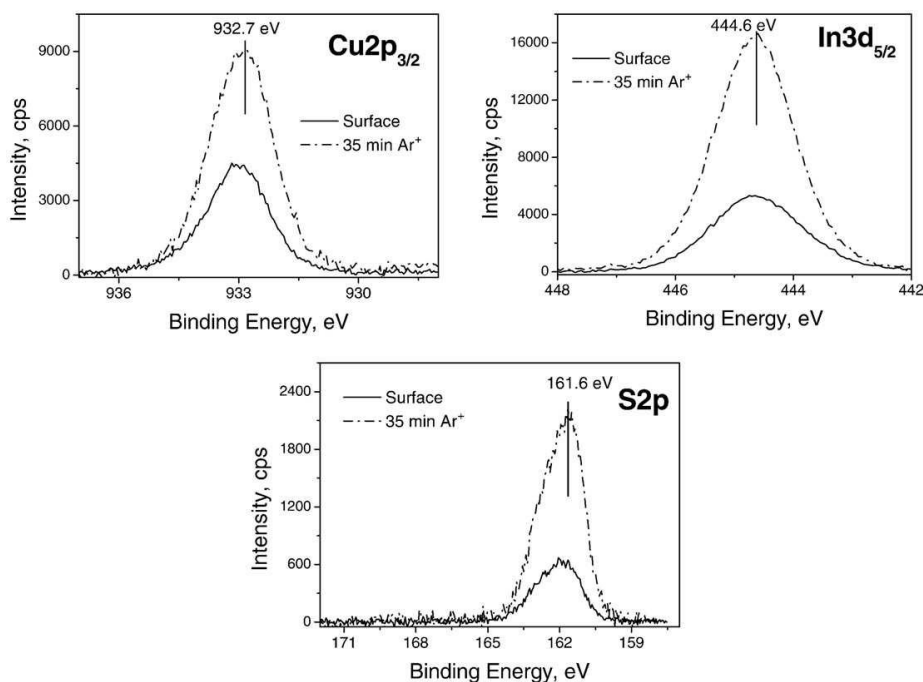 932.7 eV
Cu2p3/2
9000
6000
3000
0
Surface
35 min Ar+
936
933
930
Intensity, cps
Binding Energy, eV
444.6 eV
In3d5/2
16000
12000
8000
4000
0
Surface
35 min Ar+
448
446
444
442
Intensity, cps
Binding Energy, eV
161.6 eV
S2p
2400
1800
1200
600
0
Surface
35 min Ar+
171
168
165
162
159
Intensity, cps
Binding Energy, eV